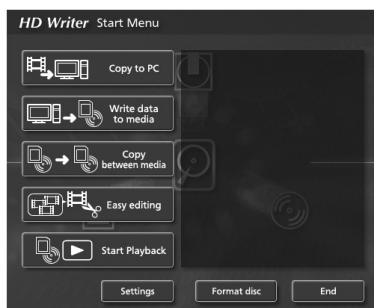 HD Writer Start Menu
Copy to PC
Write data
to media
Copy
between media
Easy editing
Start Playback
Settings
Format disc
End